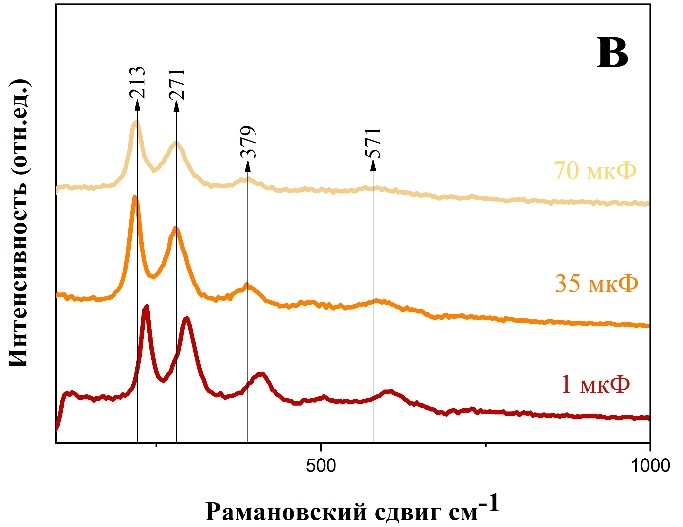 В
213
271
379
571
70 мкФ
35 мкФ
1 мкФ
Интенсивность (отн.ед.)
500
1000
Рамановский сдвиг см-1